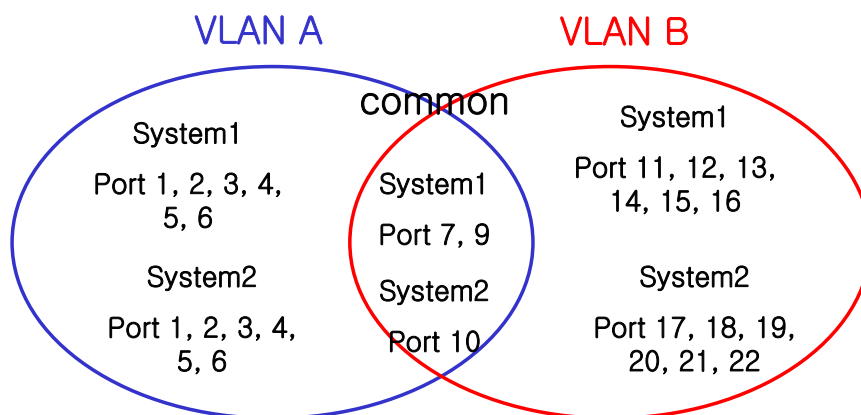 VLAN A
VLAN B
common
System1
Port 1, 2, 3, 4,
5, 6
System2
Port 1, 2, 3, 4,
5, 6
System1
Port 7, 9
System2
Port 10
System1
Port 11, 12, 13,
14, 15, 16
System2
Port 17, 18, 19,
20, 21, 22